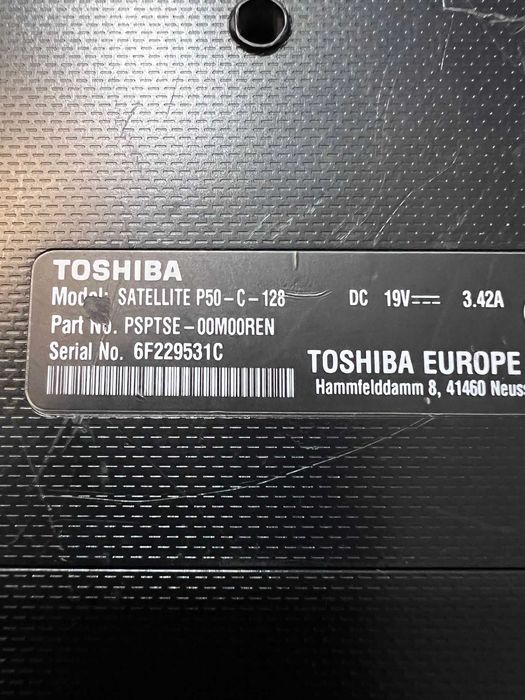 TOSHIBA
Model: SATELLITE P50-C-128 DC 19V⎓ 3.42A
Part No. PSPTSE-00M00REN
Serial No. 6F229531C
TOSHIBA EUROPE
Hammfelddamm 8, 41460 Neuss